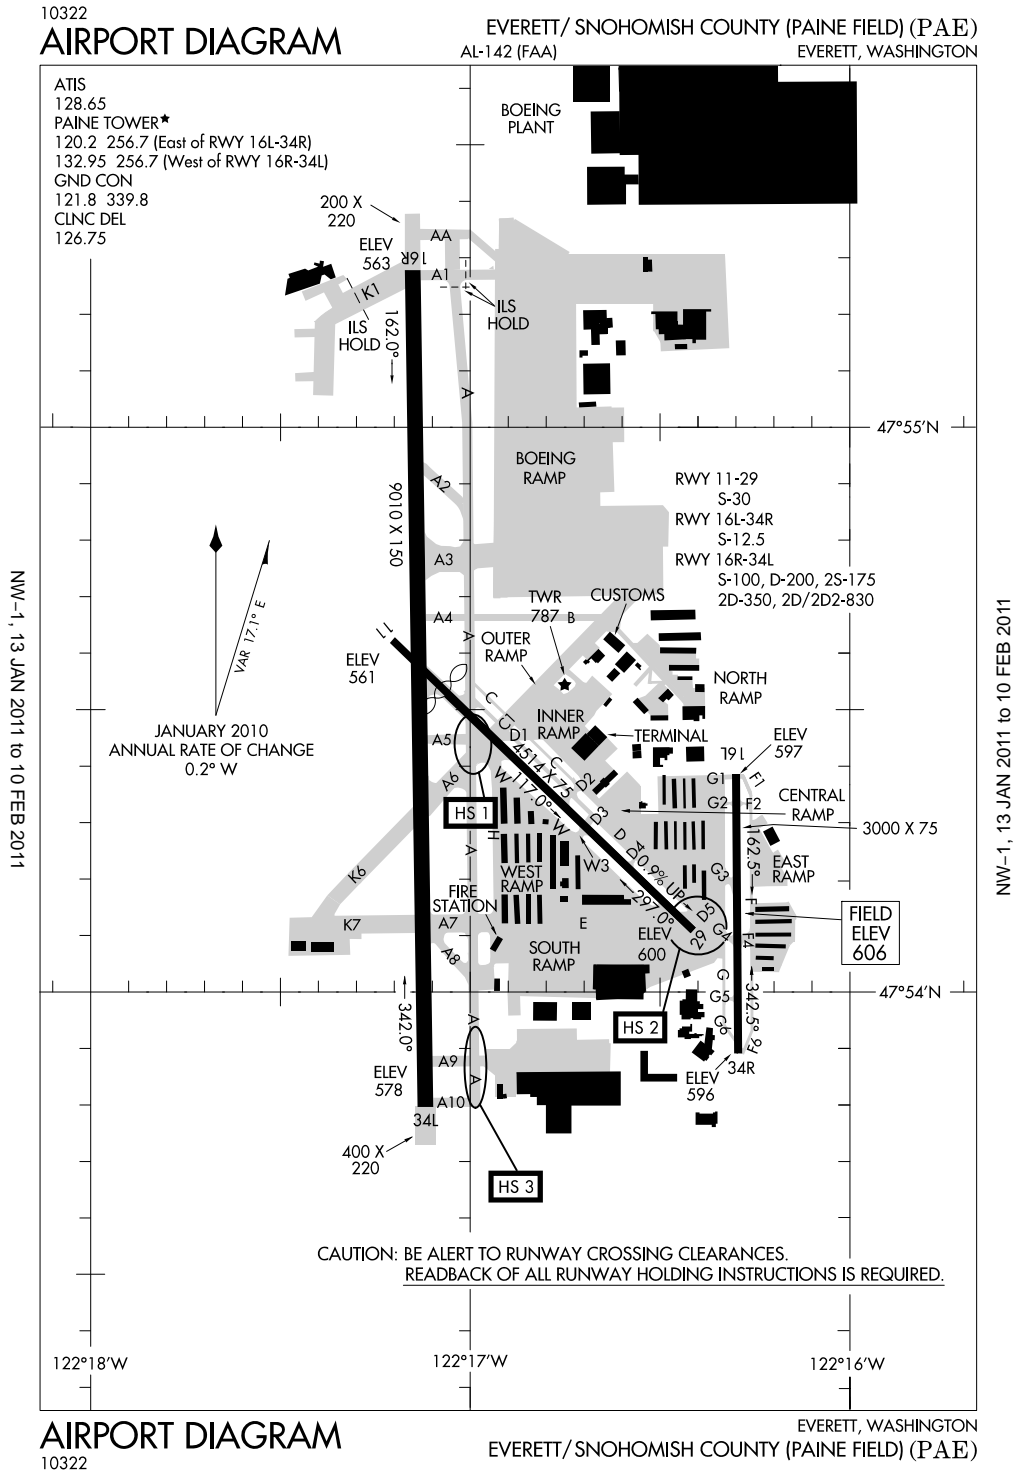 10322
AIRPORT DIAGRAM
AL-142 (FAA)
EVERETT/ SNOHOMISH COUNTY (PAINE FIELD) (PAE)
EVERETT, WASHINGTON
ATIS
128.65
PAINE TOWER★
120.2 256.7 (East of RWY 16L-34R)
132.95 256.7 (West of RWY 16R-34L)
GND CON
121.8 339.8
CLNC DEL
126.75
BOEING
PLANT
200 X
220
AA
ELEV
563
16R
A1
K1
ILS
HOLD
ILS
HOLD
162.0°
A
47°55'N
BOEING
RAMP
A2
9010 X 150
A3
RWY 11-29
S-30
RWY 16L-34R
S-12.5
RWY 16R-34L
S-100, D-200, 2S-175
2D-350, 2D/2D2-830
VAR 17.1° E
JANUARY 2010
ANNUAL RATE OF CHANGE
0.2° W
TWR
787
B
CUSTOMS
A4
A
11
ELEV
561
OUTER
RAMP
NORTH
RAMP
INNER
RAMP
TERMINAL
C
C1
D1
C
D2
4514 X 75
117.0°
A5
A6
W
HS 1
H
A
W
D3
D
D4
W3
0.9% UP
297.0°
D5
29
ELEV
600
16L
ELEV
597
G1
F1
G2
F2
CENTRAL
RAMP
3000 X 75
162.5°
G3
EAST
RAMP
F
FIELD
ELEV
606
G4
F4
WEST
RAMP
FIRE
STATION
K6
K7
A7
A8
E
SOUTH
RAMP
47°54'N
G
G5
G6
342.5°
F6
HS 2
34R
ELEV
596
342.0°
A
A9
A
A10
ELEV
578
34L
400 X
220
HS 3
CAUTION: BE ALERT TO RUNWAY CROSSING CLEARANCES.
READBACK OF ALL RUNWAY HOLDING INSTRUCTIONS IS REQUIRED.
122°18'W
122°17'W
122°16'W
NW-1, 13 JAN 2011 to 10 FEB 2011
NW-1, 13 JAN 2011 to 10 FEB 2011
AIRPORT DIAGRAM
10322
EVERETT, WASHINGTON
EVERETT/ SNOHOMISH COUNTY (PAINE FIELD) (PAE)